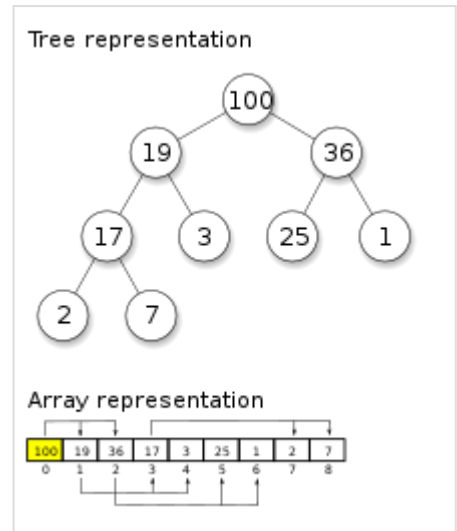 Tree representation
100
19 36
17 3 25 1
2 7
Array representation
100 19 36 17 3 25 1 2 7
0 1 2 3 4 5 6 7 8